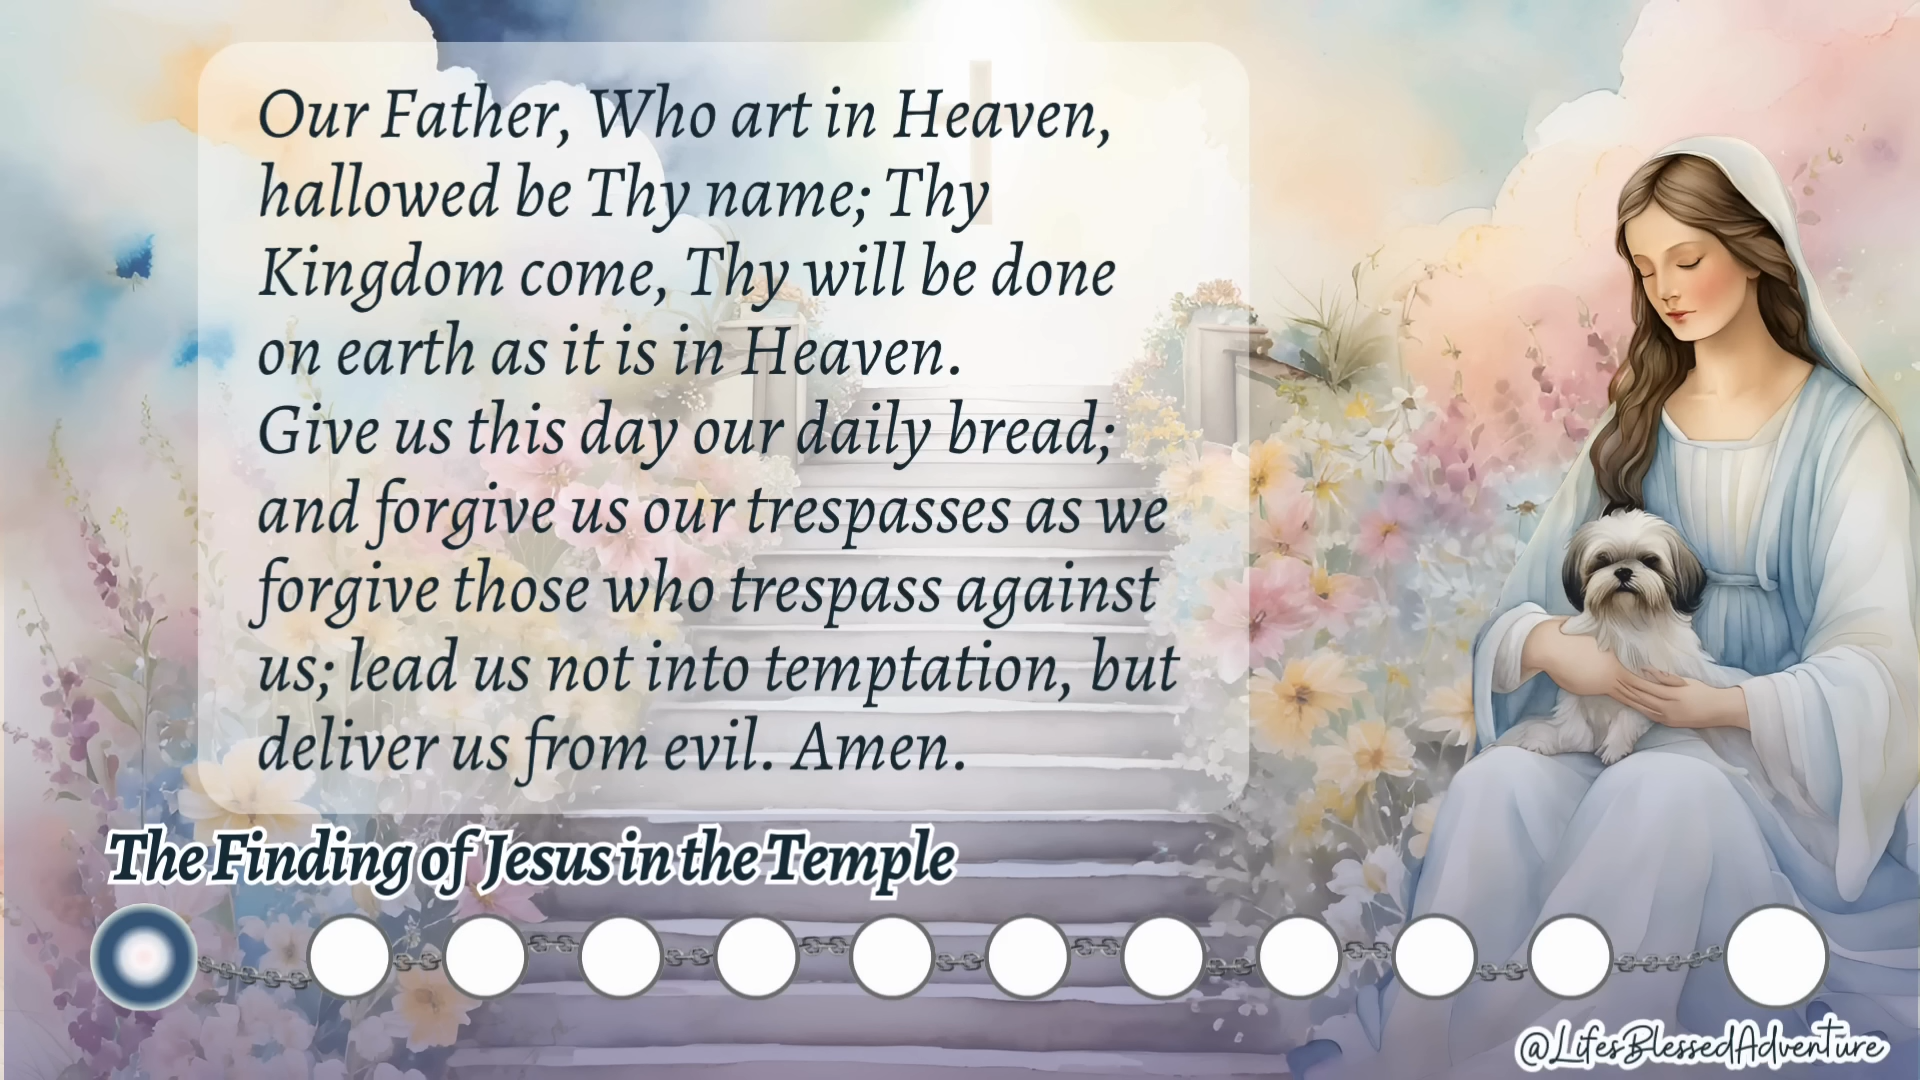 Our Father, Who art in Heaven,
hallowed be Thy name; Thy
Kingdom come, Thy will be done
on earth as it is in Heaven.
Give us this day our daily bread;
and forgive us our trespasses as we
forgive those who trespass against
us; lead us not into temptation, but
deliver us from evil. Amen.
The Finding of Jesus in the Temple
@LifesBlessedAdventure